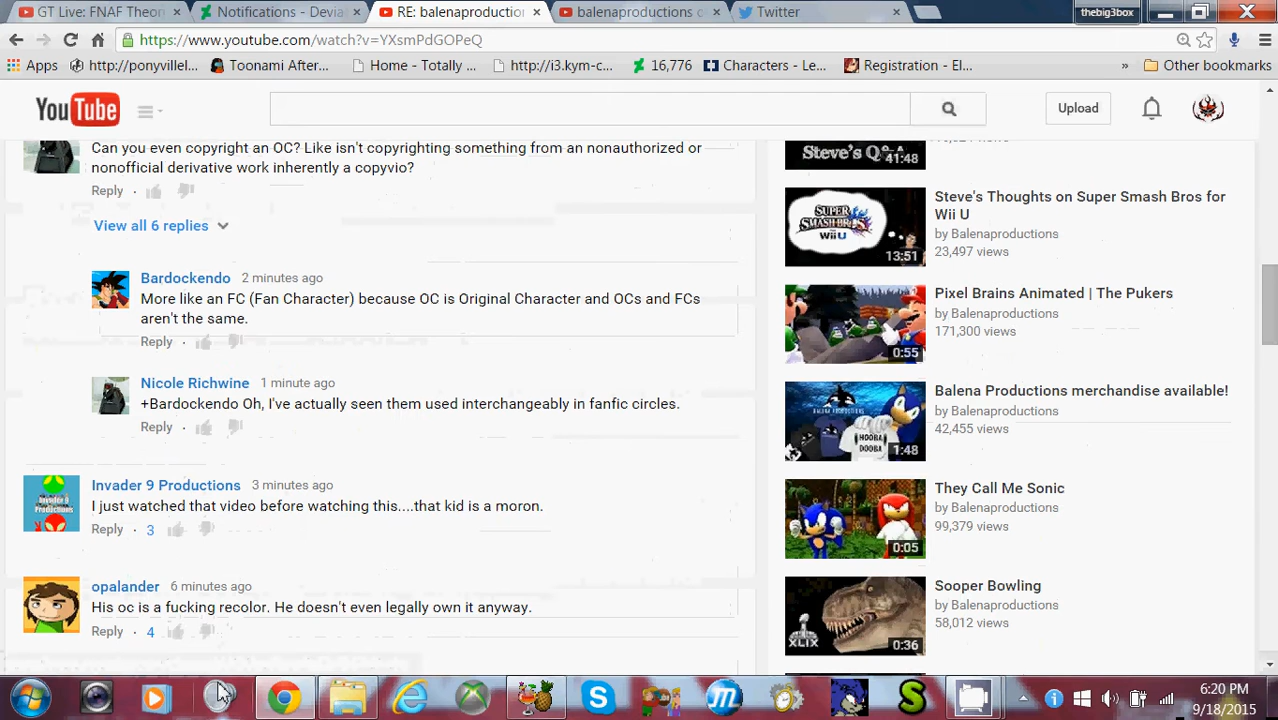 GT Live: FNAF Theor
Notifications - Devia
RE: balenaproduction
balenaproductions o
Twitter
thebig3box
https://www.youtube.com/watch?v=YXsmPdGOPeQ
Apps
http://ponyvillel...
Toonami After...
Home - Totally ...
http://i3.kym-c...
16,776
Characters - Le...
Registration - El...
»
Other bookmarks
YouTube
Upload
Can you even copyright an OC? Like isn't copyrighting something from an nonauthorized or
nonofficial derivative work inherently a copyvio?
Reply ·
View all 6 replies
Bardockendo 2 minutes ago
More like an FC (Fan Character) because OC is Original Character and OCs and FCs
aren't the same.
Reply ·
Nicole Richwine 1 minute ago
+Bardockendo Oh, I've actually seen them used interchangeably in fanfic circles.
Reply ·
Invader 9 Productions 3 minutes ago
I just watched that video before watching this....that kid is a moron.
Reply · 3
opalander 6 minutes ago
His oc is a fucking recolor. He doesn't even legally own it anyway.
Reply · 4
Steve's Q&A
41:48
SUPER
SMASH BROS
Wii U
13:51
Steve's Thoughts on Super Smash Bros for
Wii U
by Balenaproductions
23,497 views
0:55
Pixel Brains Animated | The Pukers
by Balenaproductions
171,300 views
BALENA PRODUCTIONS
HOOBA
DOOBA
1:48
Balena Productions merchandise available!
by Balenaproductions
42,455 views
0:05
They Call Me Sonic
by Balenaproductions
99,379 views
XLIX
0:36
Sooper Bowling
by Balenaproductions
58,012 views
6:20 PM
9/18/2015